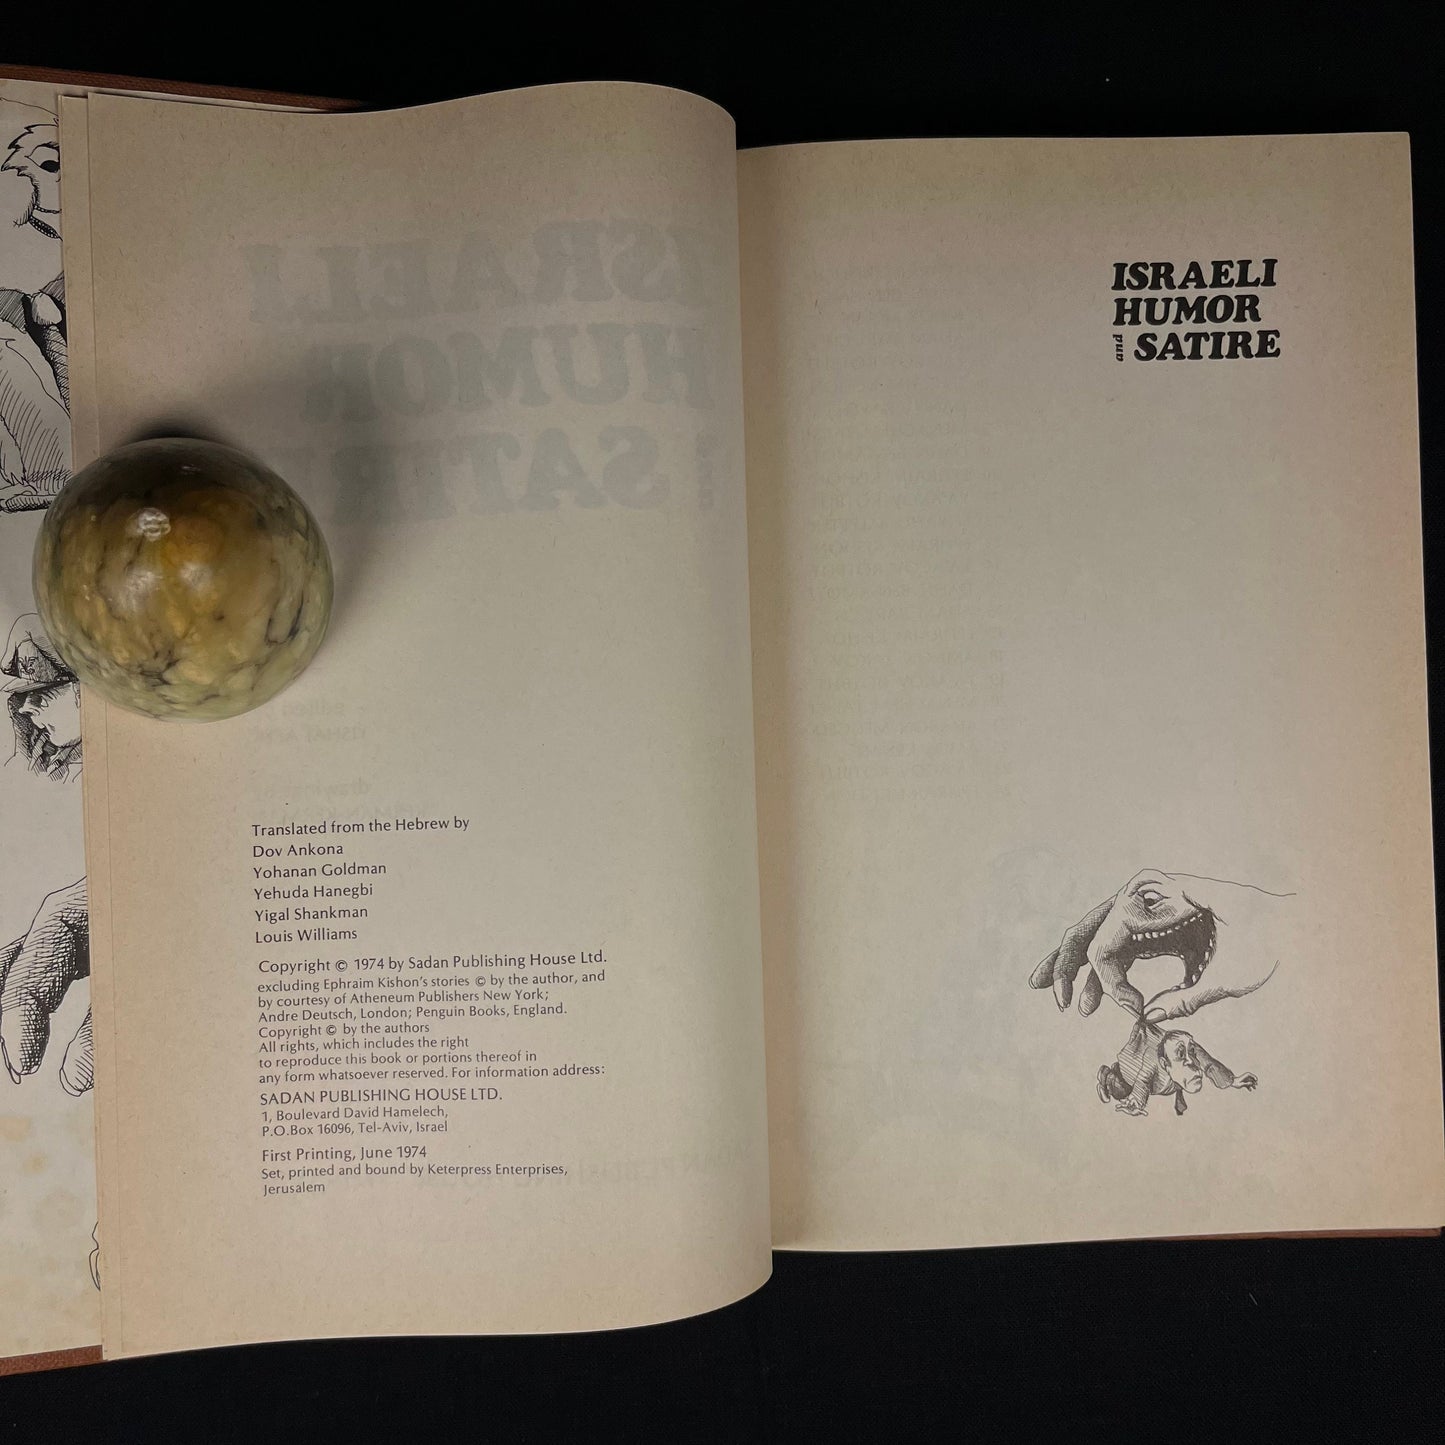 Translated from the Hebrew by
Dov Ankona
Yohanan Goldman
Yehuda Hanegbi
Yigal Shankman
Louis Williams
Copyright © 1974 by Sadan Publishing House Ltd.
excluding Ephraim Kishon's stories © by the author, and
by courtesy of Atheneum Publishers New York;
Andre Deutsch, London; Penguin Books, England.
Copyright © by the authors
All rights, which includes the right
to reproduce this book or portions thereof in
any form whatsoever reserved. For information address:
SADAN PUBLISHING HOUSE LTD.
1, Boulevard David Hamelech,
P.O.Box 16096, Tel-Aviv, Israel
First Printing, June 1974
Set, printed and bound by Keterpress Enterprises,
Jerusalem
ISRAELI
HUMOR
and SATIRE